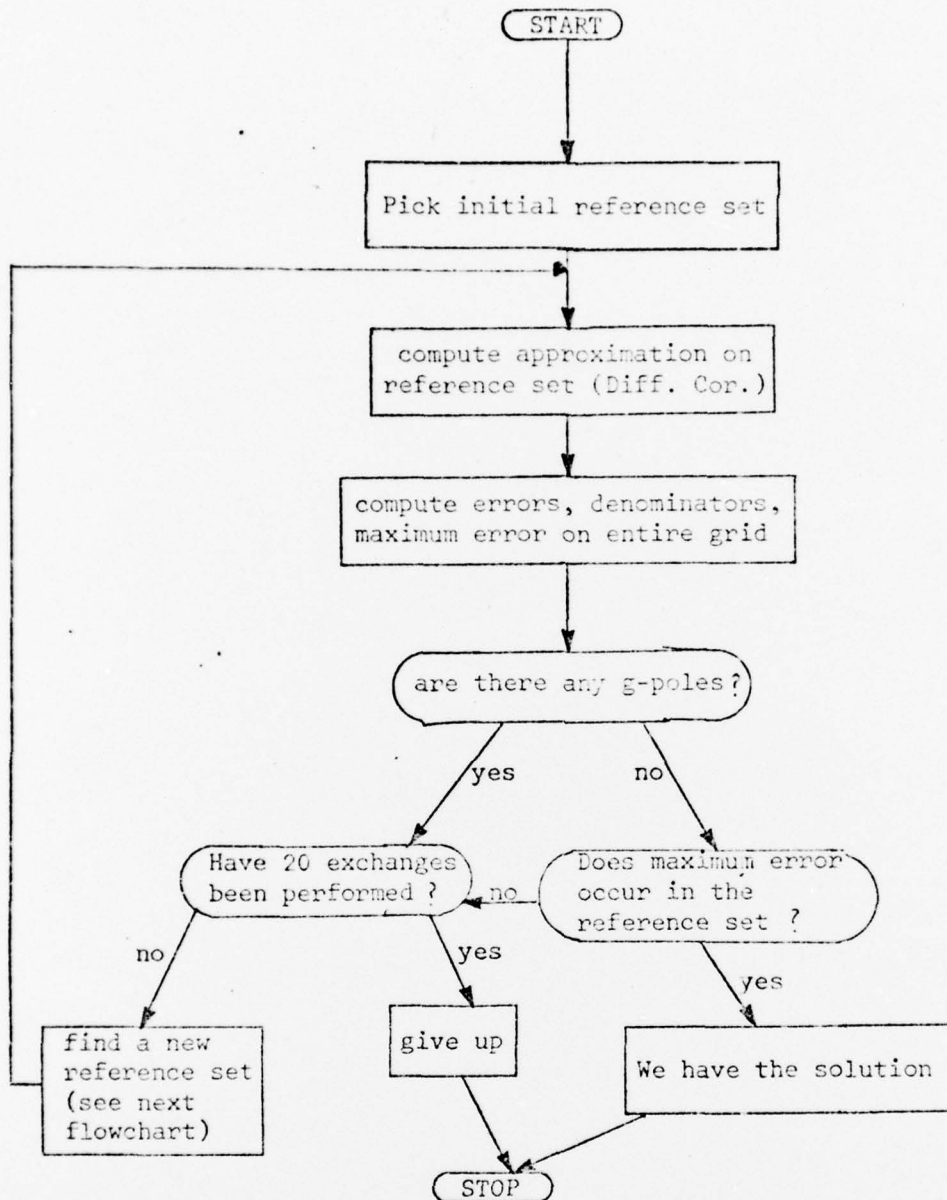 START
Pick initial reference set
compute approximation on
reference set (Diff. Cor.)
compute errors, denominators,
maximum error on entire grid
are there any g-poles?
yes
no
Have 20 exchanges
been performed ?
no
Does maximum error
occur in the
reference set ?
no
yes
yes
find a new
reference set
(see next
flowchart)
give up
We have the solution
STOP